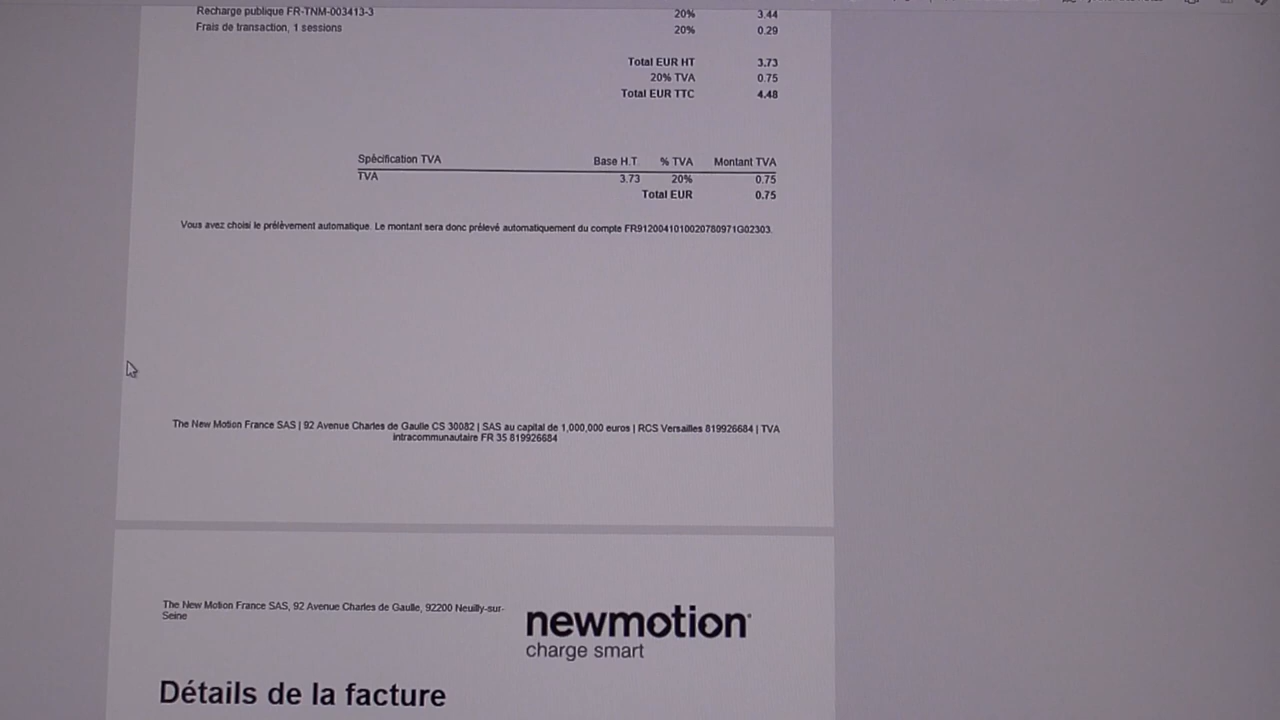 Recharge publique FR-TNM-003413-3 20% 3.44
Frais de transaction, 1 sessions 20% 0.29
Total EUR HT 3.73
20% TVA 0.75
Total EUR TTC 4.48
Spécification TVA Base H.T. % TVA Montant TVA
TVA 3.73 20% 0.75
Total EUR 0.75
Vous avez choisi le prélèvement automatique. Le montant sera donc prélevé automatiquement du compte FR9120041010020780971G02303.
The New Motion France SAS | 92 Avenue Charles de Gaulle CS 30082 | SAS au capital de 1,000,000 euros | RCS Versailles 819926684 | TVA
intracommunautaire FR 35 819926684
The New Motion France SAS, 92 Avenue Charles de Gaulle, 92200 Neuilly-sur-
Seine
newmotion
charge smart
Détails de la facture